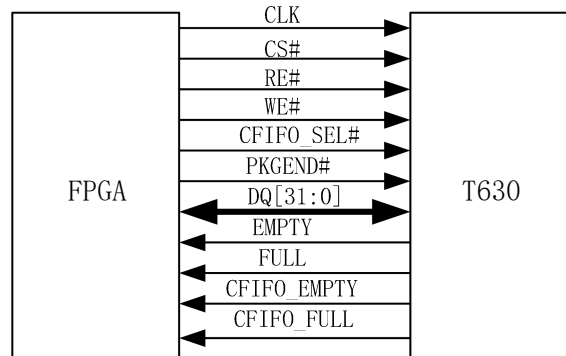 CLK
CS#
RE#
WE#
CFIFO_SEL#
PKGEND#
FPGA
DQ[31:0]
T630
EMPTY
FULL
CFIFO_EMPTY
CFIFO_FULL